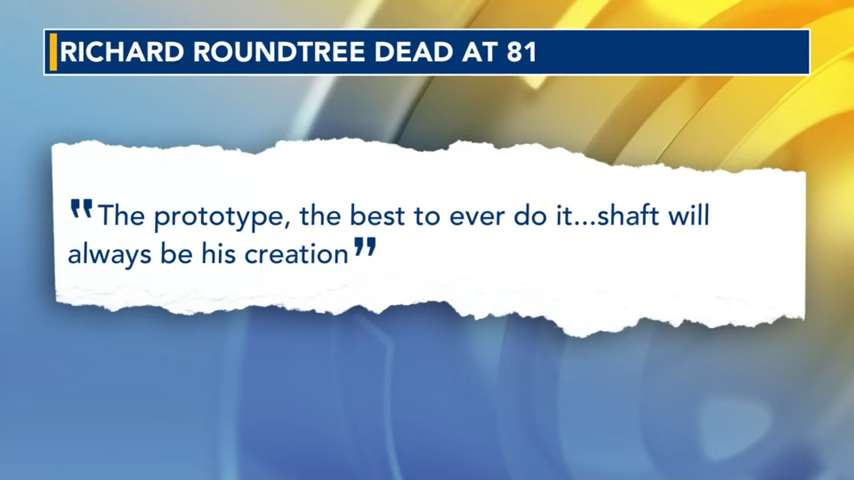 RICHARD ROUNDTREE DEAD AT 81
"The prototype, the best to ever do it...shaft will
always be his creation"